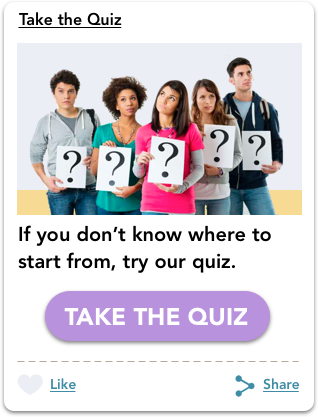 Take the Quiz
? ? ? ? ?
If you don't know where to
start from, try our quiz.
TAKE THE QUIZ
Like Share